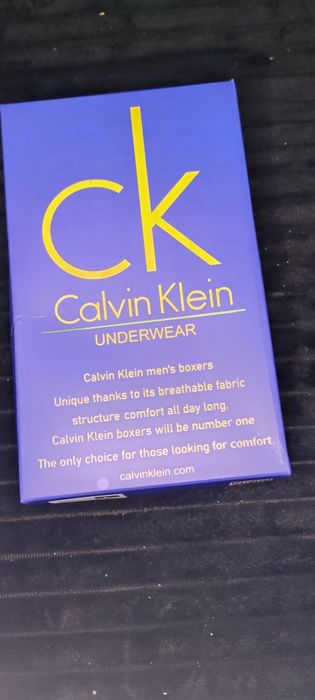 ck
Calvin Klein
UNDERWEAR
Calvin Klein men's boxers
Unique thanks to its breathable fabric
structure comfort all day long.
Calvin Klein boxers will be number one
The only choice for those looking for comfort.
calvinklein.com